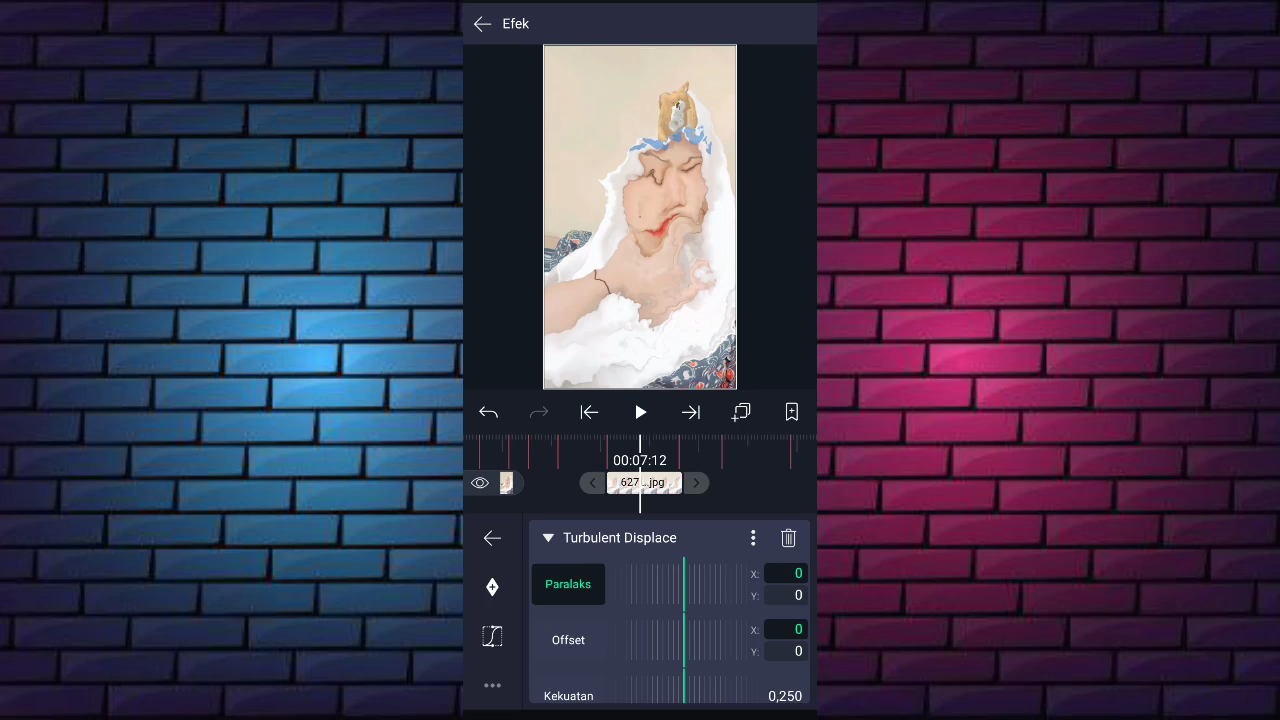 Efek
00:07:12
627 ...jpg
Turbulent Displace
Paralaks
X: 0
Y: 0
Offset
X: 0
Y: 0
Kekuatan 0,250